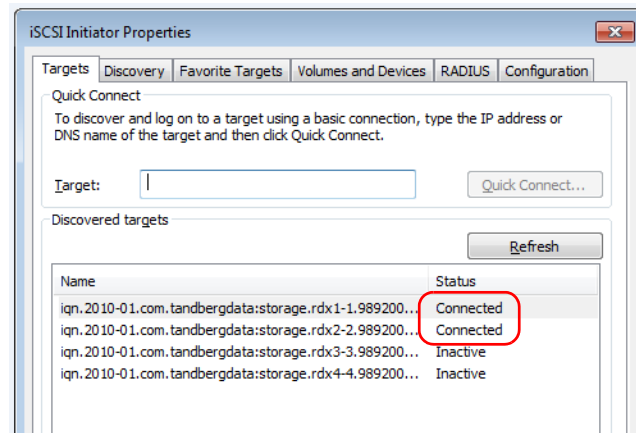 iSCSI Initiator Properties
Targets Discovery Favorite Targets Volumes and Devices RADIUS Configuration
Quick Connect
To discover and log on to a target using a basic connection, type the IP address or
DNS name of the target and then click Quick Connect.
Target:
Quick Connect...
Discovered targets
Refresh
Name Status
iqn.2010-01.com.tandbergdata:storage.rdx1-1.989200... Connected
iqn.2010-01.com.tandbergdata:storage.rdx2-2.989200... Connected
iqn.2010-01.com.tandbergdata:storage.rdx3-3.989200... Inactive
iqn.2010-01.com.tandbergdata:storage.rdx4-4.989200... Inactive